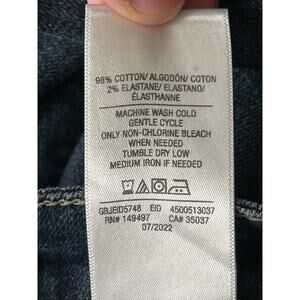 98% COTTON/ ALGODÓN/ COTON
2% ELASTANE/ ELASTANO/
ÉLASTHANNE
MACHINE WASH COLD
GENTLE CYCLE
ONLY NON-CHLORINE BLEACH
WHEN NEEDED
TUMBLE DRY LOW
MEDIUM IRON IF NEEDED
GBJEID5748 EID 4500513037
RN# 149497 CA# 35037
07/2022